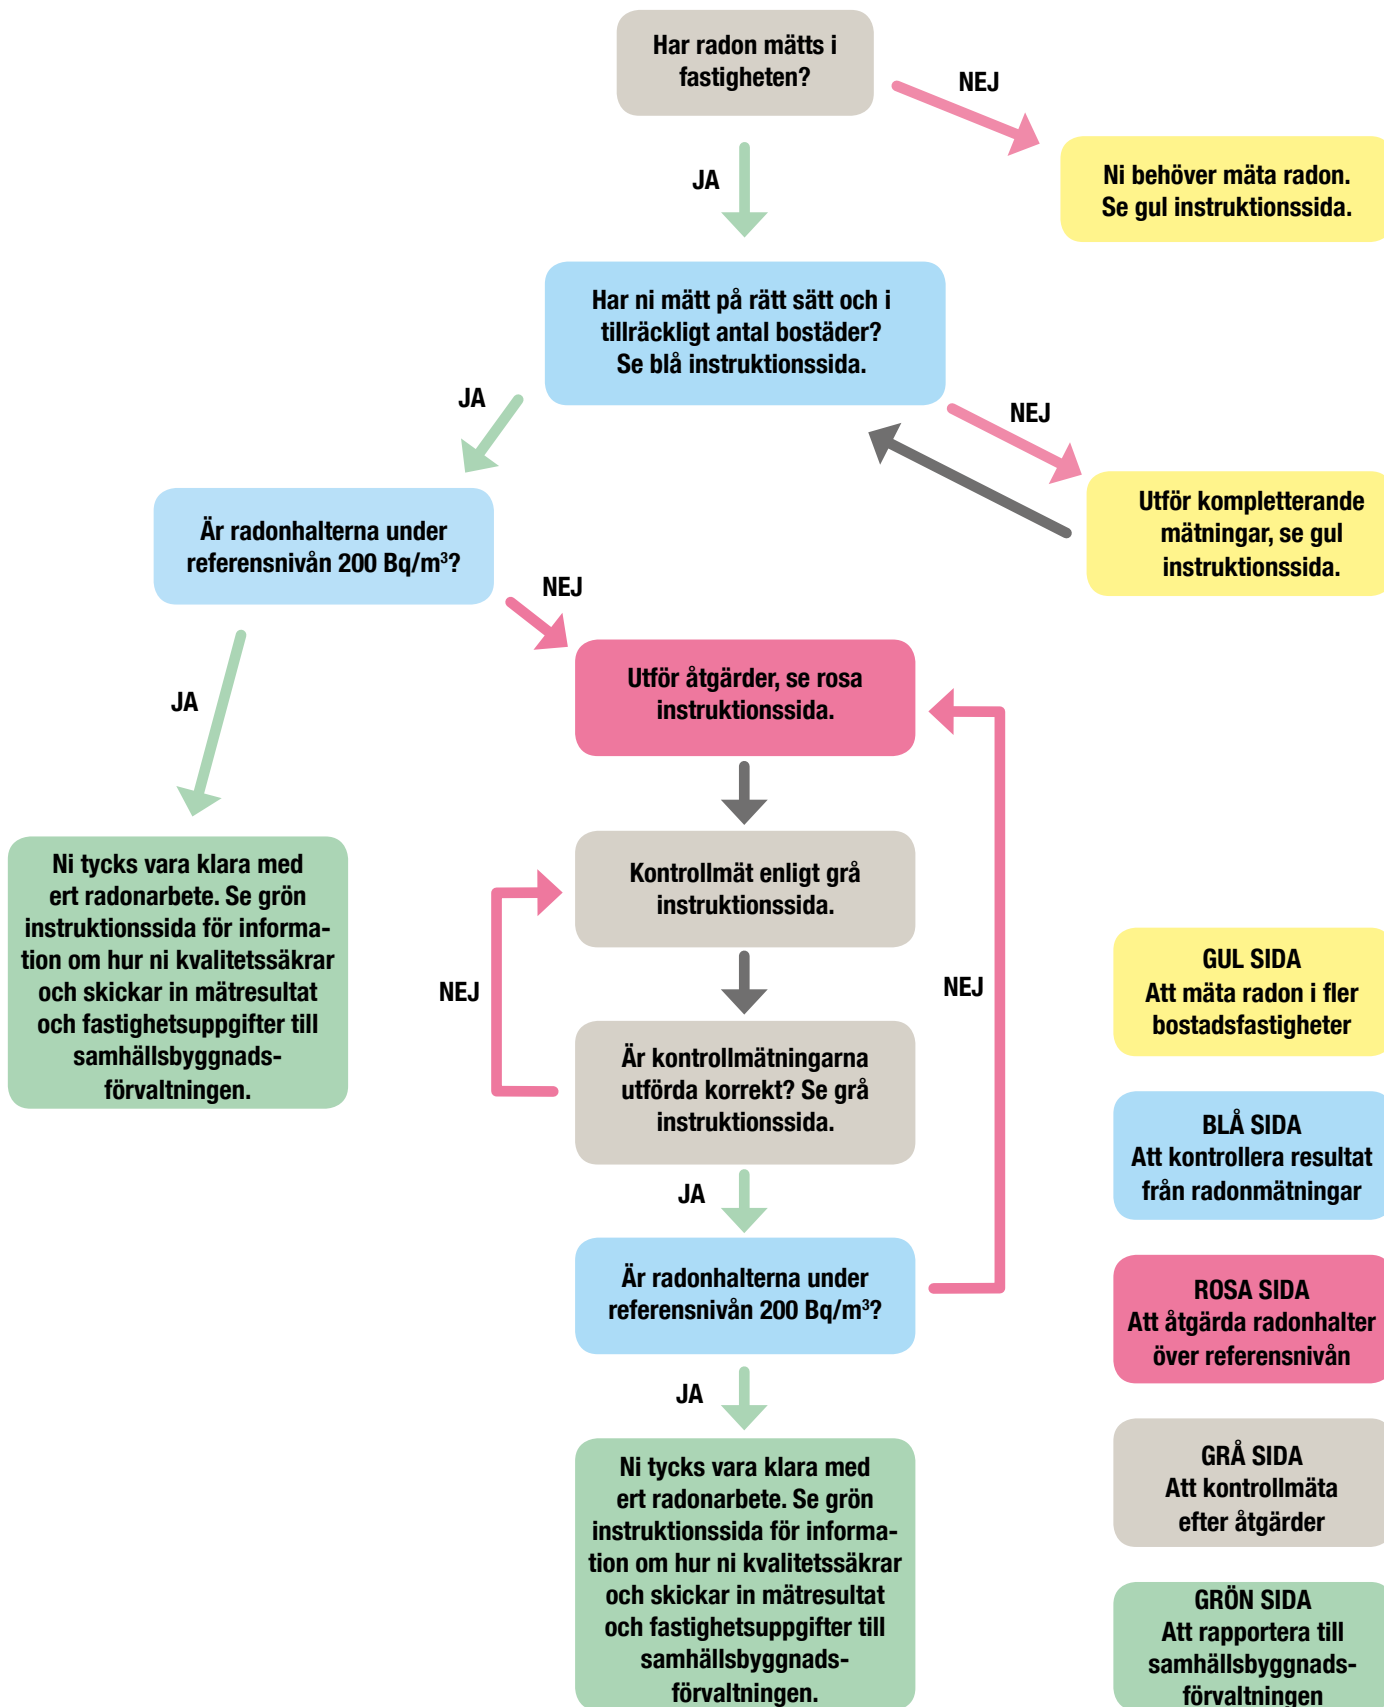 Har radon mätts i
fastigheten?
NEJ
JA
Ni behöver mäta radon.
Se gul instruktionssida.
Har ni mätt på rätt sätt och i
tillräckligt antal bostäder?
Se blå instruktionssida.
JA
NEJ
Utför kompletterande
mätningar, se gul
instruktionssida.
Är radonhalterna under
referensnivån 200 Bq/m³?
NEJ
JA
Utför åtgärder, se rosa
instruktionssida.
Ni tycks vara klara med
ert radonarbete. Se grön
instruktionssida för informa-
tion om hur ni kvalitetssäkrar
och skickar in mätresultat
och fastighetsuppgifter till
samhällsbyggnads-
förvaltningen.
Kontrollmät enligt grå
instruktionssida.
NEJ
NEJ
Är kontrollmätningarna
utförda korrekt? Se grå
instruktionssida.
JA
Är radonhalterna under
referensnivån 200 Bq/m³?
JA
Ni tycks vara klara med
ert radonarbete. Se grön
instruktionssida för informa-
tion om hur ni kvalitetssäkrar
och skickar in mätresultat
och fastighetsuppgifter till
samhällsbyggnads-
förvaltningen.
GUL SIDA
Att mäta radon i fler
bostadsfastigheter
BLÅ SIDA
Att kontrollera resultat
från radonmätningar
ROSA SIDA
Att åtgärda radonhalter
över referensnivån
GRÅ SIDA
Att kontrollmäta
efter åtgärder
GRÖN SIDA
Att rapportera till
samhällsbyggnads-
förvaltningen